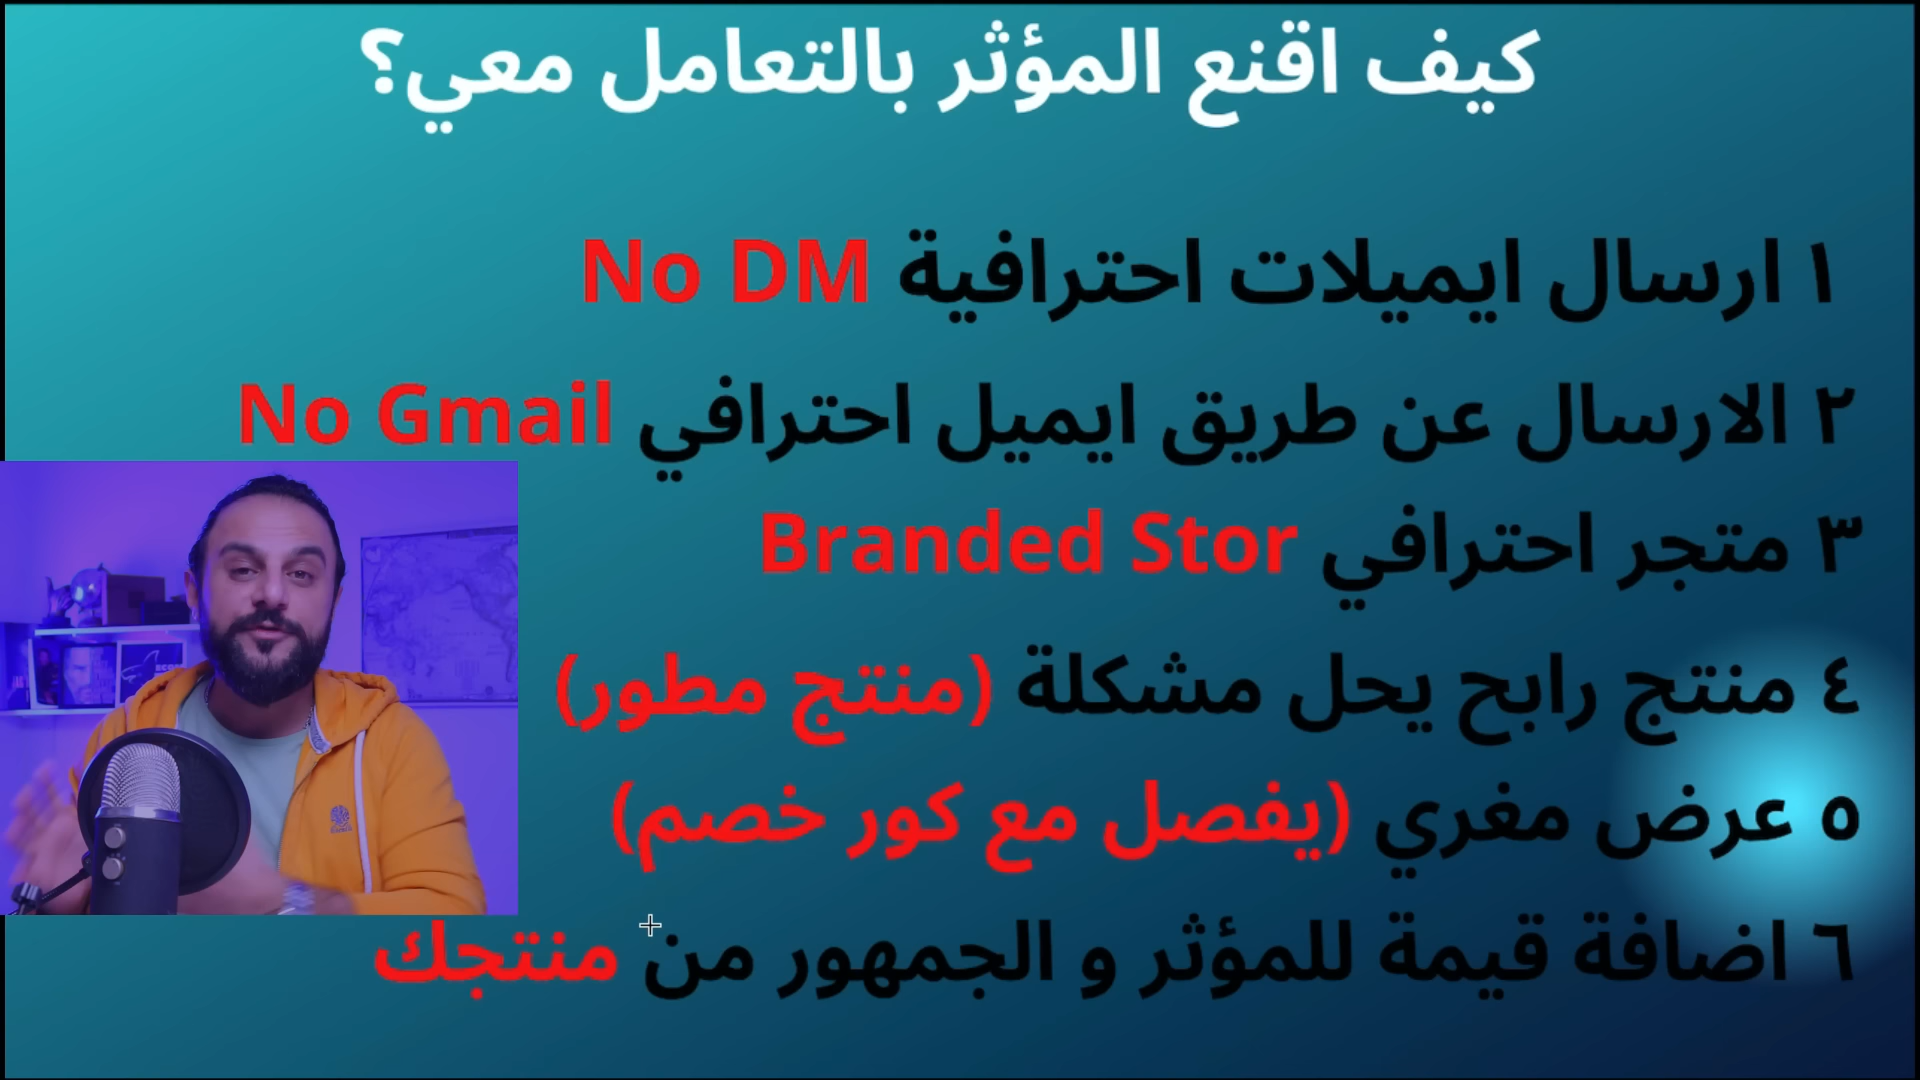 كيف اقنع المؤثر بالتعامل معي؟
١ ارسال ايميلات احترافية No DM
٢ الارسال عن طريق ايميل احترافي No Gmail
٣ متجر احترافي Branded Stor
٤ منتج رابح يحل مشكلة (منتج مطور)
٥ عرض مغري (يفصل مع كور خصم)
٦ اضافة قيمة للمؤثر و الجمهور من منتجك
ECOM